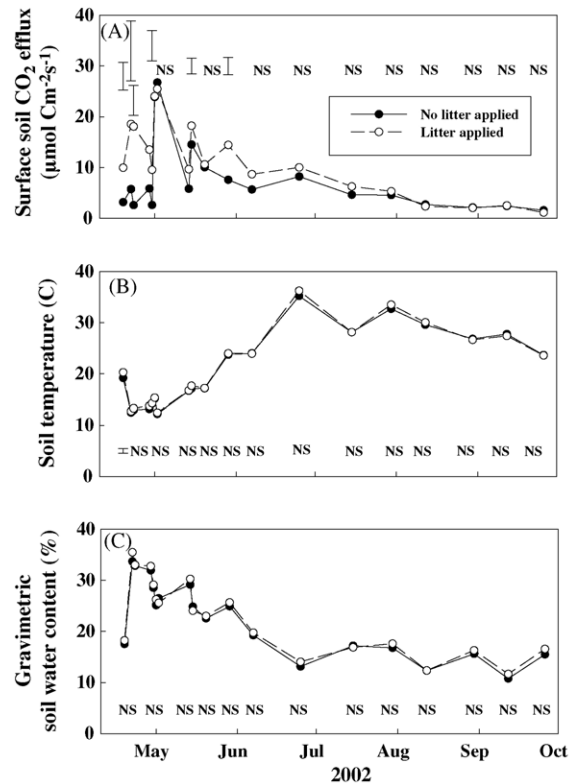 (A)
Surface soil CO2 efflux
(µmol Cm-2s-1)
40
30
20
10
0
NS NS NS NS NS NS NS NS NS NS
No litter applied
Litter applied
(B)
Soil temperature (C)
40
30
20
10
0
NS NS NS NS NS NS NS NS NS NS NS NS NS
(C)
Gravimetric
soil water content (%)
40
30
20
10
0
NS NS NS NS NS NS NS NS NS NS NS NS NS NS
May Jun Jul Aug Sep Oct
2002